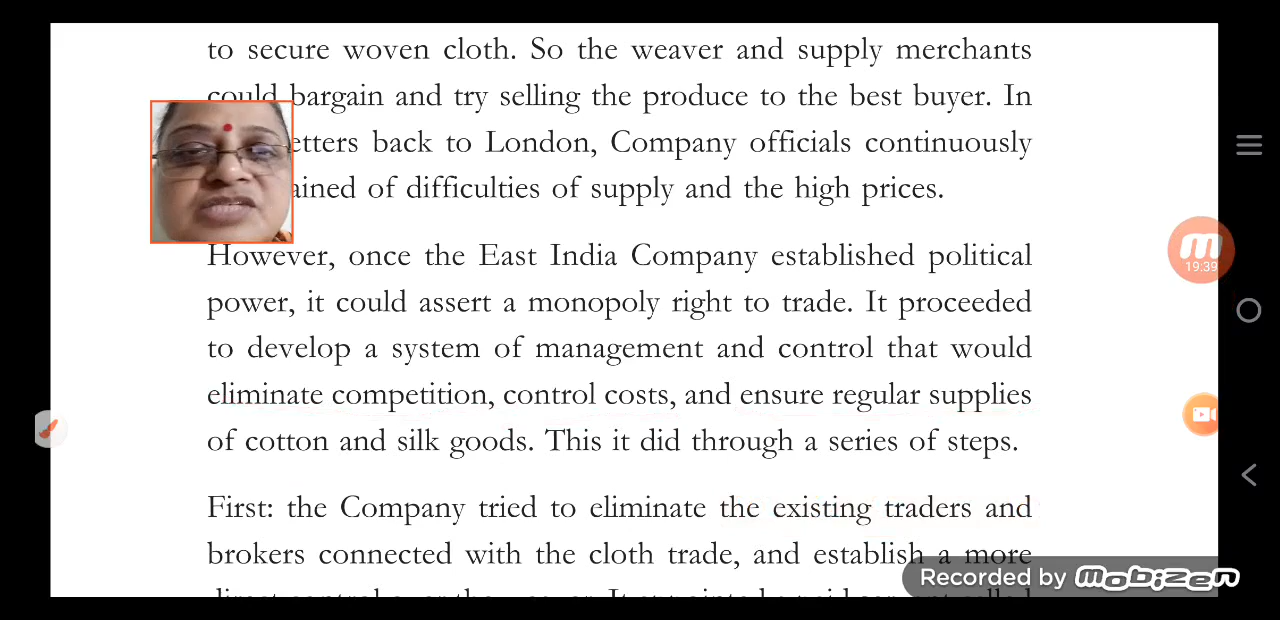 to secure woven cloth. So the weaver and supply merchants
could bargain and try selling the produce to the best buyer. In
etters back to London, Company officials continuously
ained of difficulties of supply and the high prices.
However, once the East India Company established political
power, it could assert a monopoly right to trade. It proceeded
to develop a system of management and control that would
eliminate competition, control costs, and ensure regular supplies
of cotton and silk goods. This it did through a series of steps.
First: the Company tried to eliminate the existing traders and
brokers connected with the cloth trade, and establish a more
19:39
Recorded by mobizen